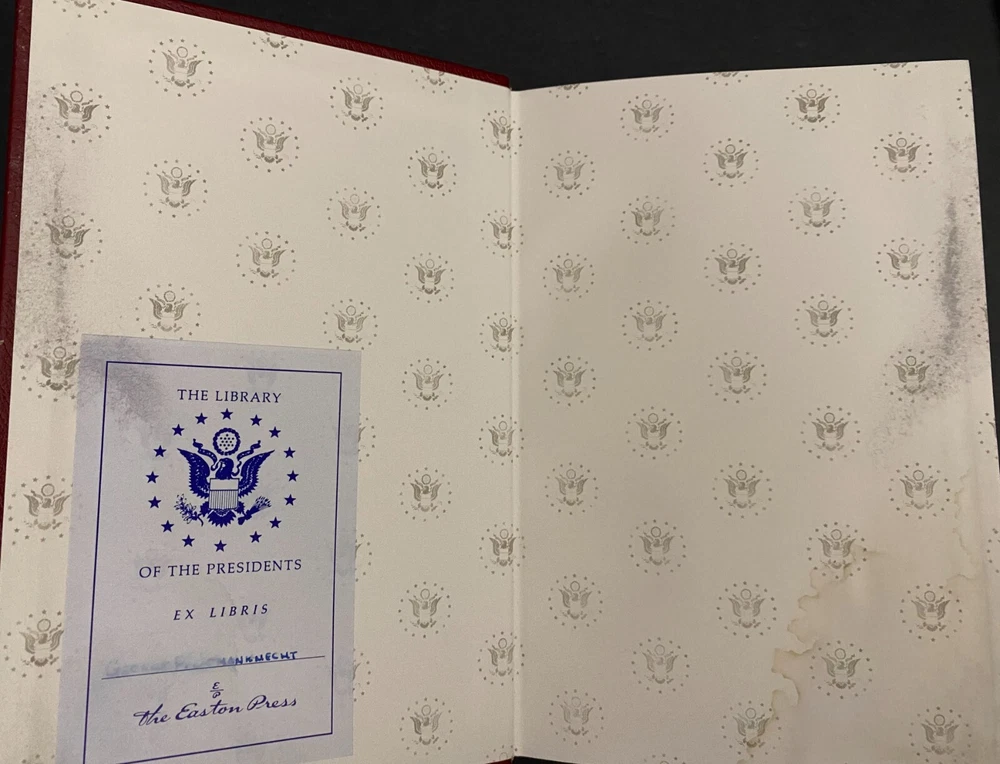 THE LIBRARY
OF THE PRESIDENTS
EX LIBRIS
E
P
the Easton Press